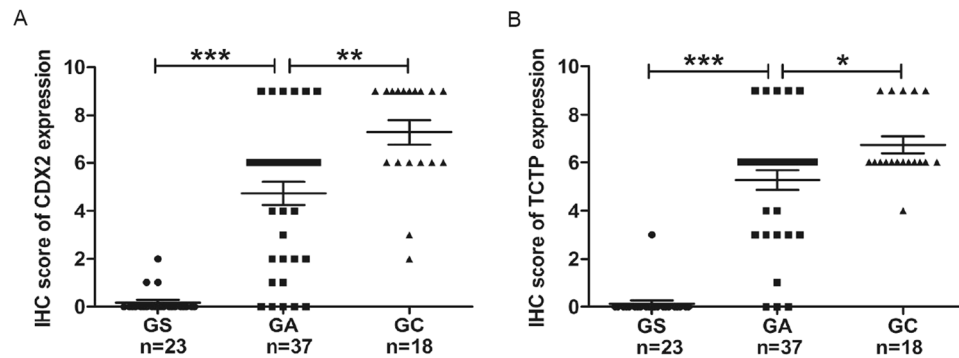 A
IHC score of CDX2 expression
10
8
6
4
2
0
***
**
GS GA GC
n=23 n=37 n=18
B
IHC score of TCTP expression
10
8
6
4
2
0
***
*
GS GA GC
n=23 n=37 n=18